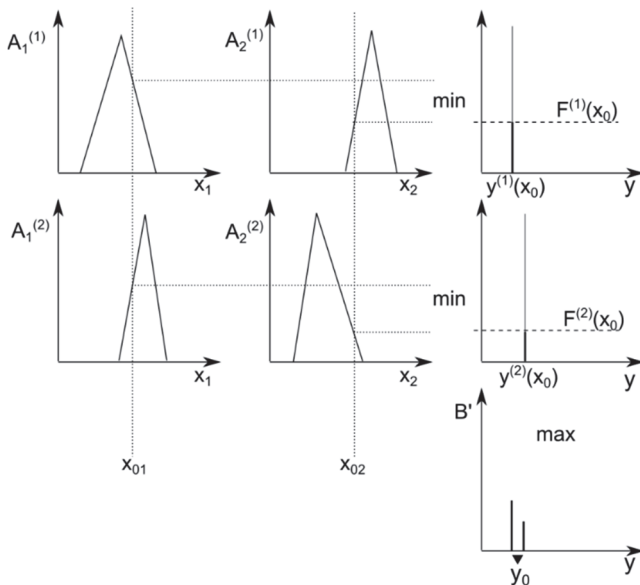 A₁⁽¹⁾
A₂⁽¹⁾
min
F⁽¹⁾(x₀)
x₁
x₂
y⁽¹⁾(x₀)
y
A₁⁽²⁾
A₂⁽²⁾
min
F⁽²⁾(x₀)
x₁
x₂
y⁽²⁾(x₀)
y
B'
max
x₀₁
x₀₂
y₀
y